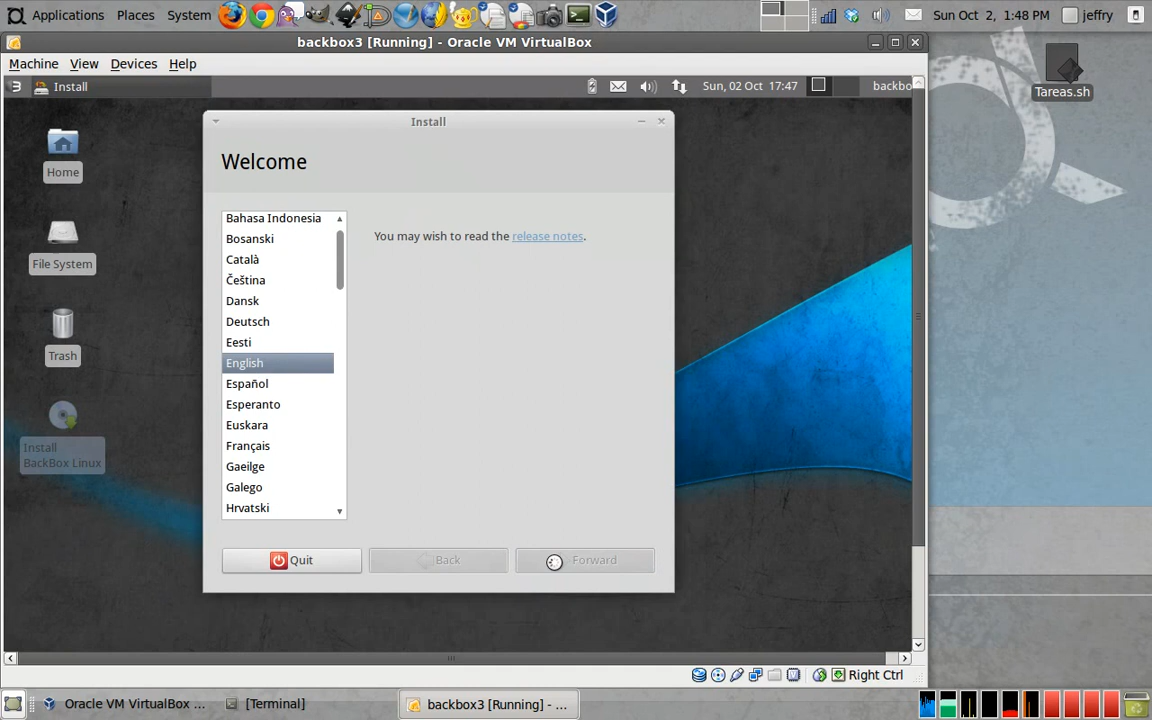 Applications Places System
Sun Oct 2, 1:48 PM jeffry
backbox3 [Running] - Oracle VM VirtualBox
Machine View Devices Help
Install
Sun, 02 Oct 17:47
backbo
Tareas.sh
Install
Welcome
Home
File System
Trash
Install
BackBox Linux
Bahasa Indonesia
Bosanski
Català
Čeština
Dansk
Deutsch
Eesti
English
Español
Esperanto
Euskara
Français
Gaeilge
Galego
Hrvatski
You may wish to read the release notes.
Quit Back Forward
Right Ctrl
Oracle VM VirtualBox ... [Terminal] backbox3 [Running] - ...